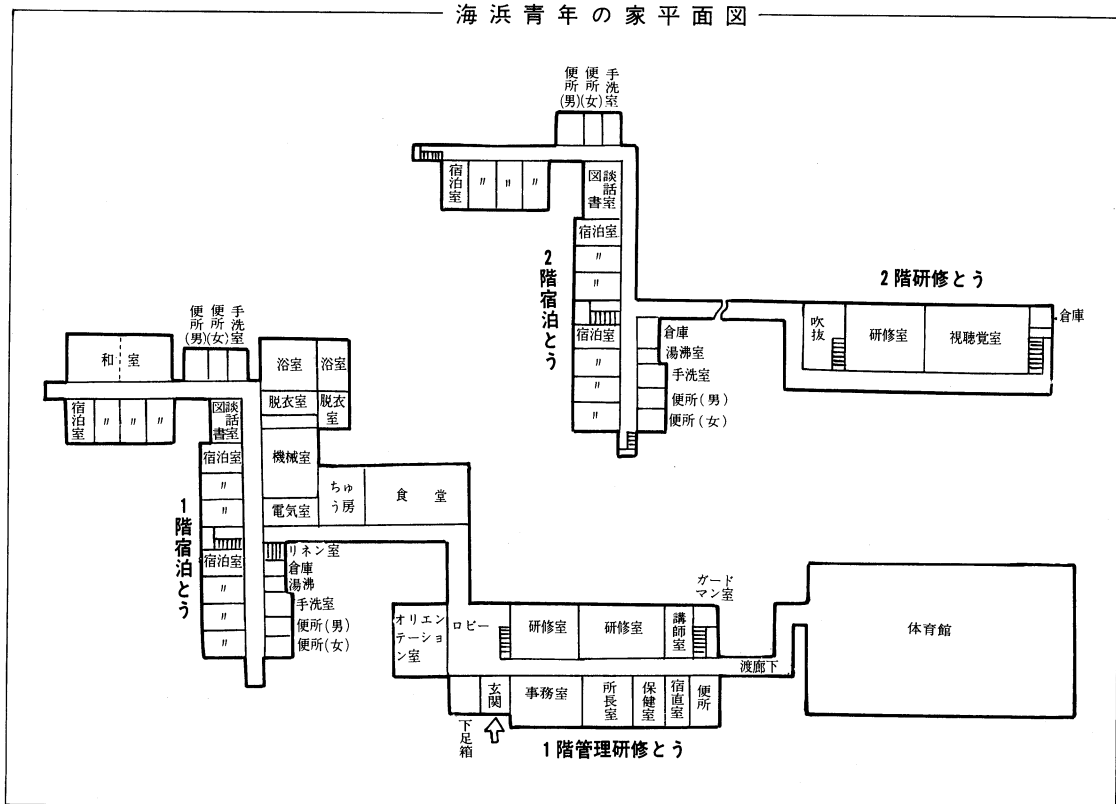 海浜青年の家平面図
便所(男)
便所(女)
手洗室
宿泊室
〃
〃
〃
図書
談話室
宿泊室
〃
〃
宿泊室
〃
〃
〃
2階宿泊とう
倉庫
湯沸室
手洗室
便所(男)
便所(女)
2階研修とう
吹抜
研修室
視聴覚室
倉庫
便所(男)
便所(女)
手洗室
和室
宿泊室
〃
〃
〃
図書
談話室
浴室
浴室
脱衣室
脱衣室
機械室
電気室
ちゅう房
食堂
宿泊室
〃
〃
宿泊室
〃
〃
〃
1階宿泊とう
リネン室
倉庫
湯沸
手洗室
便所(男)
便所(女)
オリエンテーション室
ロビー
研修室
研修室
講師室
ガードマン室
渡廊下
体育館
下足箱
玄関
事務室
所長室
保健室
宿直室
便所
1階管理研修とう